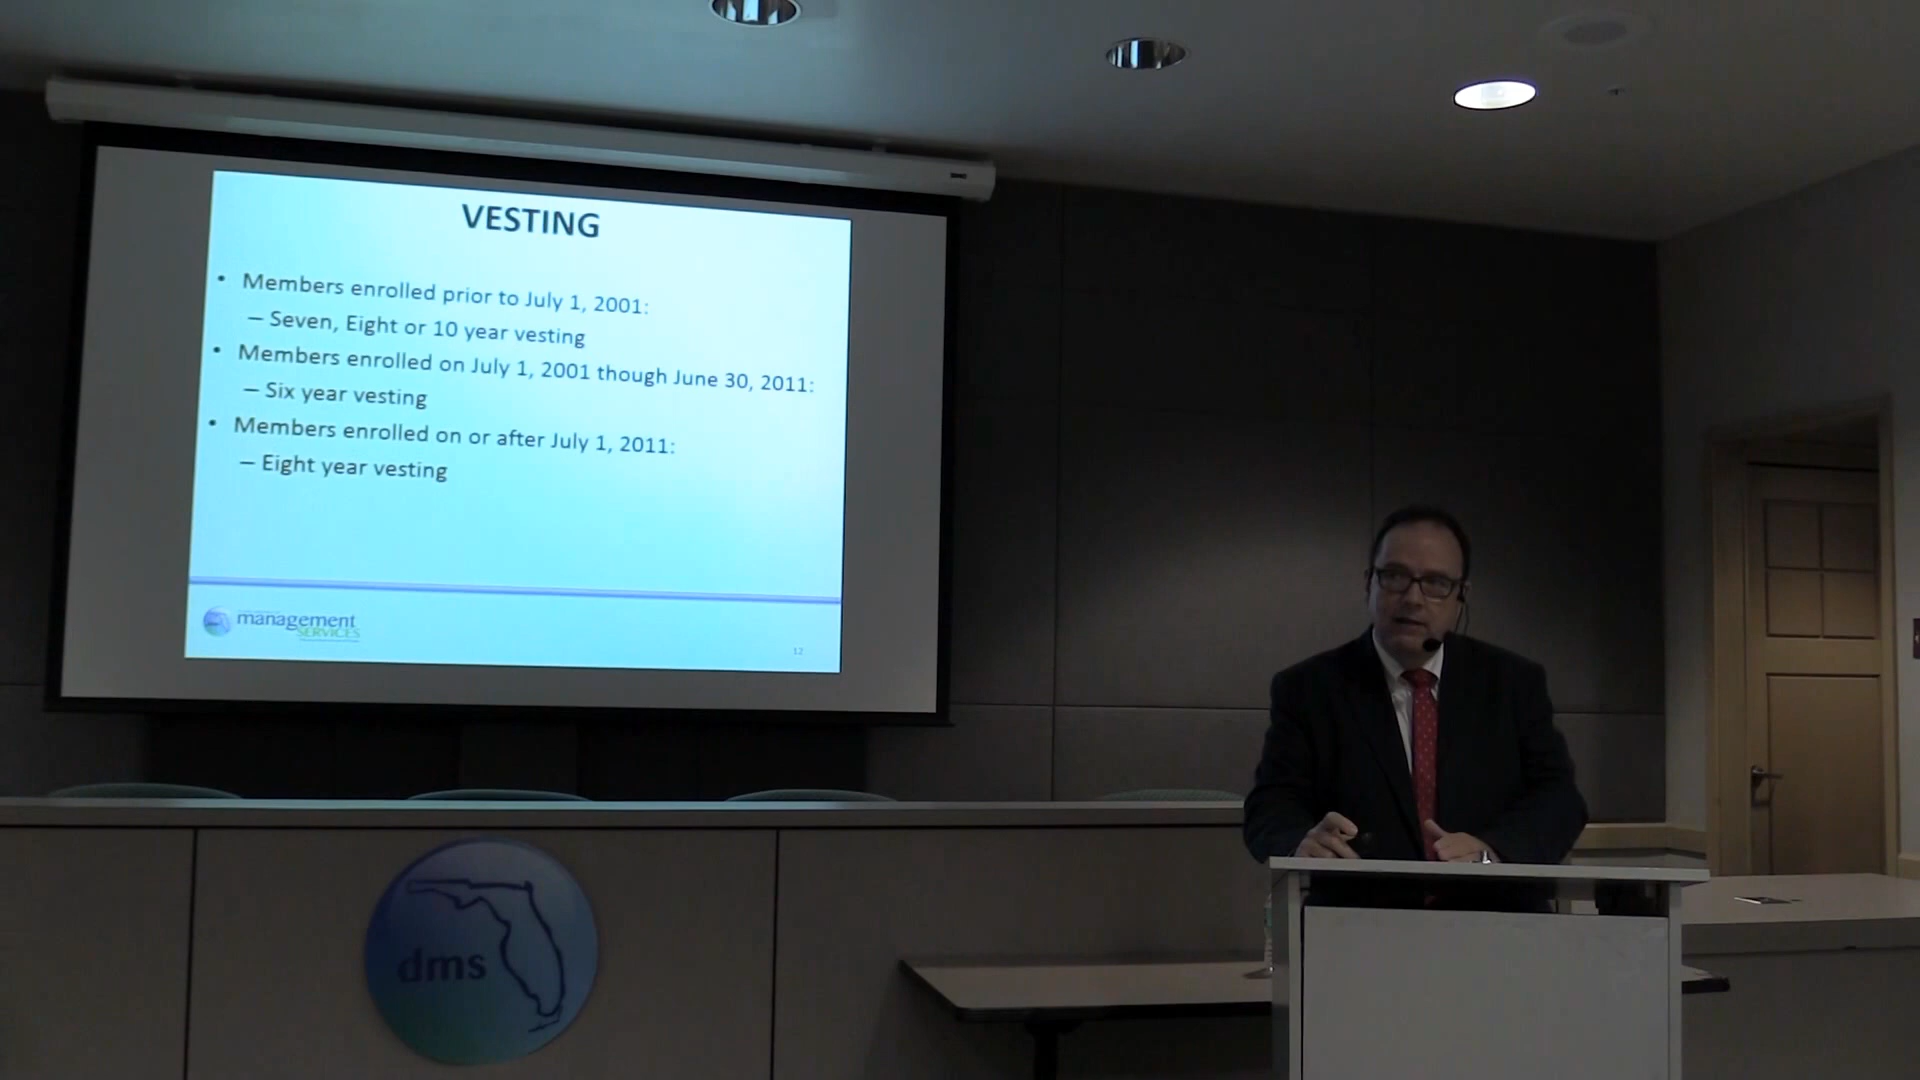 VESTING
• Members enrolled prior to July 1, 2001:
– Seven, Eight or 10 year vesting
• Members enrolled on July 1, 2001 though June 30, 2011:
– Six year vesting
• Members enrolled on or after July 1, 2011:
– Eight year vesting
management
SERVICES
12
dms